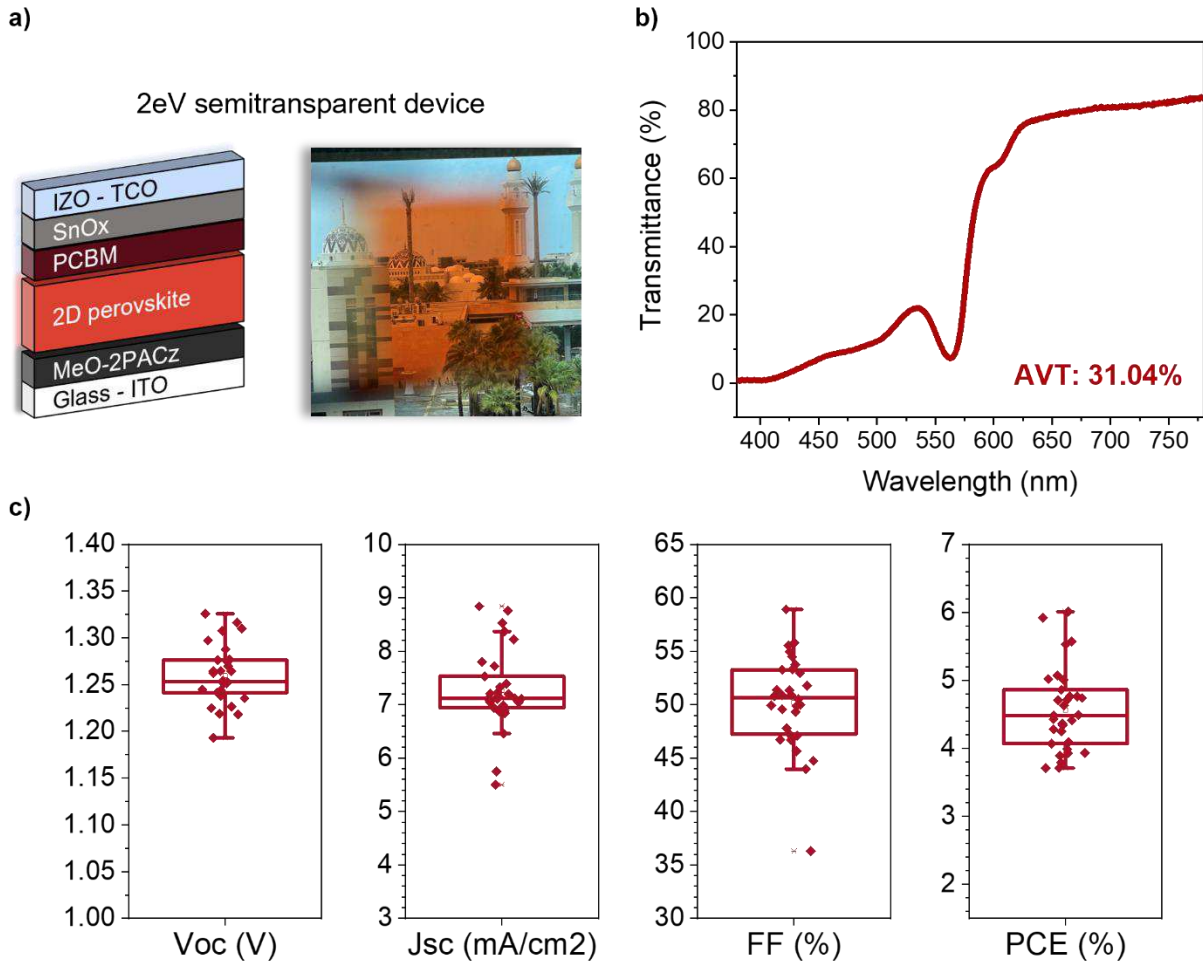 a)
2eV semitransparent device
IZO - TCO
SnOx
PCBM
2D perovskite
MeO-2PACz
Glass - ITO
b)
100
80
60
40
20
0
Transmittance (%)
AVT: 31.04%
400 450 500 550 600 650 700 750
Wavelength (nm)
c)
1.40
1.35
1.30
1.25
1.20
1.15
1.10
1.05
1.00
Voc (V)
10
9
8
7
6
5
4
3
Jsc (mA/cm2)
65
60
55
50
45
40
35
30
FF (%)
7
6
5
4
3
2
PCE (%)